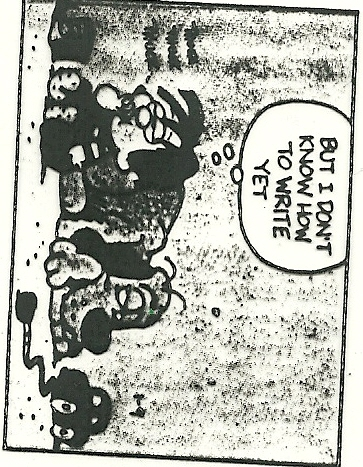 BUT I DON'T
KNOW HOW
TO WRITE
YET